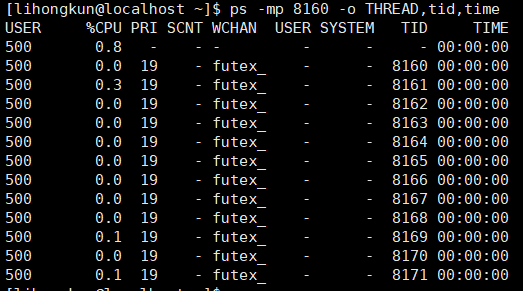 [lihongkun@localhost ~]$ ps -mp 8160 -o THREAD,tid,time
USER %CPU PRI SCNT WCHAN USER SYSTEM TID TIME
500 0.8 - - - - - - 00:00:00
500 0.0 19 - futex_ - - 8160 00:00:00
500 0.3 19 - futex_ - - 8161 00:00:00
500 0.0 19 - futex_ - - 8162 00:00:00
500 0.0 19 - futex_ - - 8163 00:00:00
500 0.0 19 - futex_ - - 8164 00:00:00
500 0.0 19 - futex_ - - 8165 00:00:00
500 0.0 19 - futex_ - - 8166 00:00:00
500 0.0 19 - futex_ - - 8167 00:00:00
500 0.0 19 - futex_ - - 8168 00:00:00
500 0.1 19 - futex_ - - 8169 00:00:00
500 0.0 19 - futex_ - - 8170 00:00:00
500 0.1 19 - futex_ - - 8171 00:00:00